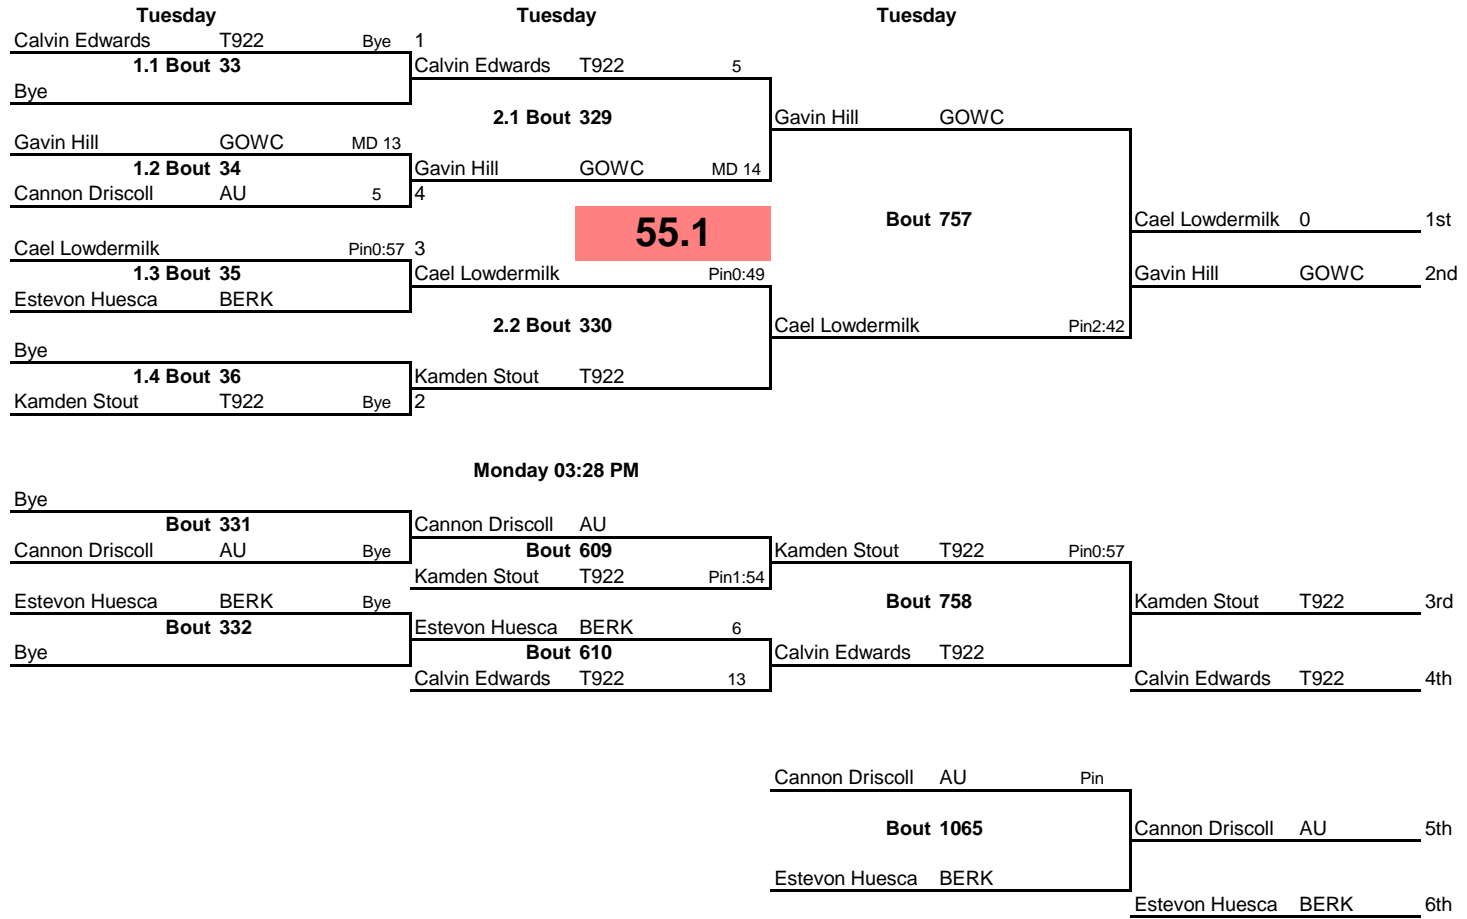 Tuesday Tuesday Tuesday
Calvin Edwards T922 Bye 1
1.1 Bout 33 Calvin Edwards T922 5
Bye
2.1 Bout 329 Gavin Hill GOWC
Gavin Hill GOWC MD 13
1.2 Bout 34 Gavin Hill GOWC MD 14
Cannon Driscoll AU 5 4
55.1 Bout 757 Cael Lowdermilk 0 1st
Cael Lowdermilk Pin0:57 3
1.3 Bout 35 Cael Lowdermilk Pin0:49 Gavin Hill GOWC 2nd
Estevon Huesca BERK
2.2 Bout 330 Cael Lowdermilk Pin2:42
Bye
1.4 Bout 36 Kamden Stout T922
Kamden Stout T922 Bye 2
Monday 03:28 PM
Bye
Bout 331 Cannon Driscoll AU
Cannon Driscoll AU Bye Bout 609 Kamden Stout T922 Pin0:57
Kamden Stout T922 Pin1:54
Estevon Huesca BERK Bye Bout 758 Kamden Stout T922 3rd
Bout 332 Estevon Huesca BERK 6
Bye Bout 610 Calvin Edwards T922
Calvin Edwards T922 13 Calvin Edwards T922 4th
Cannon Driscoll AU Pin
Bout 1065 Cannon Driscoll AU 5th
Estevon Huesca BERK
Estevon Huesca BERK 6th